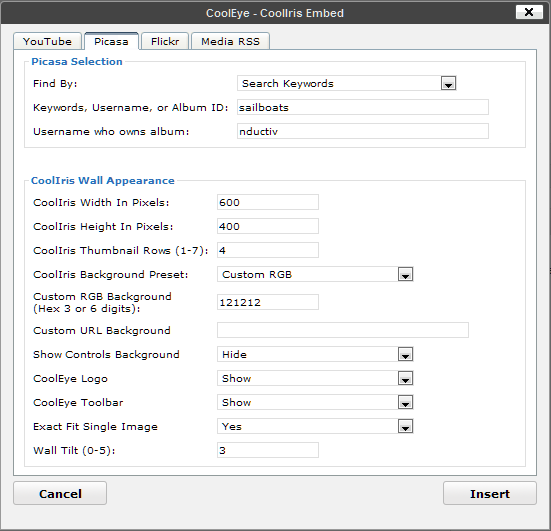 CoolEye - CoolIris Embed
YouTube Picasa Flickr Media RSS
Picasa Selection
Find By: Search Keywords
Keywords, Username, or Album ID: sailboats
Username who owns album: nductiv
CoolIris Wall Appearance
CoolIris Width In Pixels: 600
CoolIris Height In Pixels: 400
CoolIris Thumbnail Rows (1-7): 4
CoolIris Background Preset: Custom RGB
Custom RGB Background
(Hex 3 or 6 digits): 121212
Custom URL Background
Show Controls Background Hide
CoolEye Logo Show
CoolEye Toolbar Show
Exact Fit Single Image Yes
Wall Tilt (0-5): 3
Cancel Insert